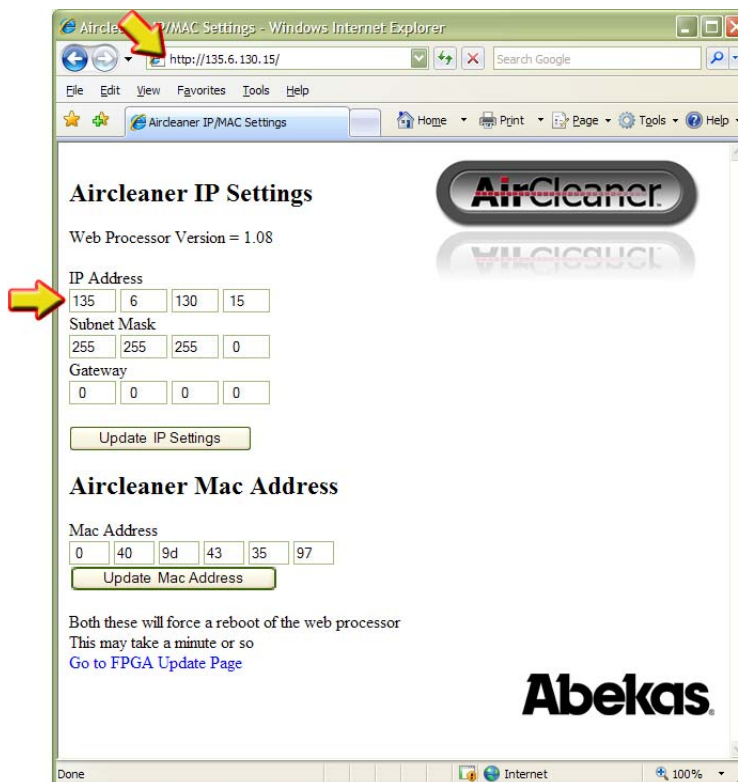 Aircleaner IP/MAC Settings - Windows Internet Explorer
http://135.6.130.15/
Search Google
File Edit View Favorites Tools Help
Aircleaner IP/MAC Settings
Home Print Page Tools Help
AirCleaner
Aircleaner IP Settings
Web Processor Version = 1.08
IP Address
135 6 130 15
Subnet Mask
255 255 255 0
Gateway
0 0 0 0
Update IP Settings
Aircleaner Mac Address
Mac Address
0 40 9d 43 35 97
Update Mac Address
Both these will force a reboot of the web processor
This may take a minute or so
Go to FPGA Update Page
Abekas
Done
Internet
100%